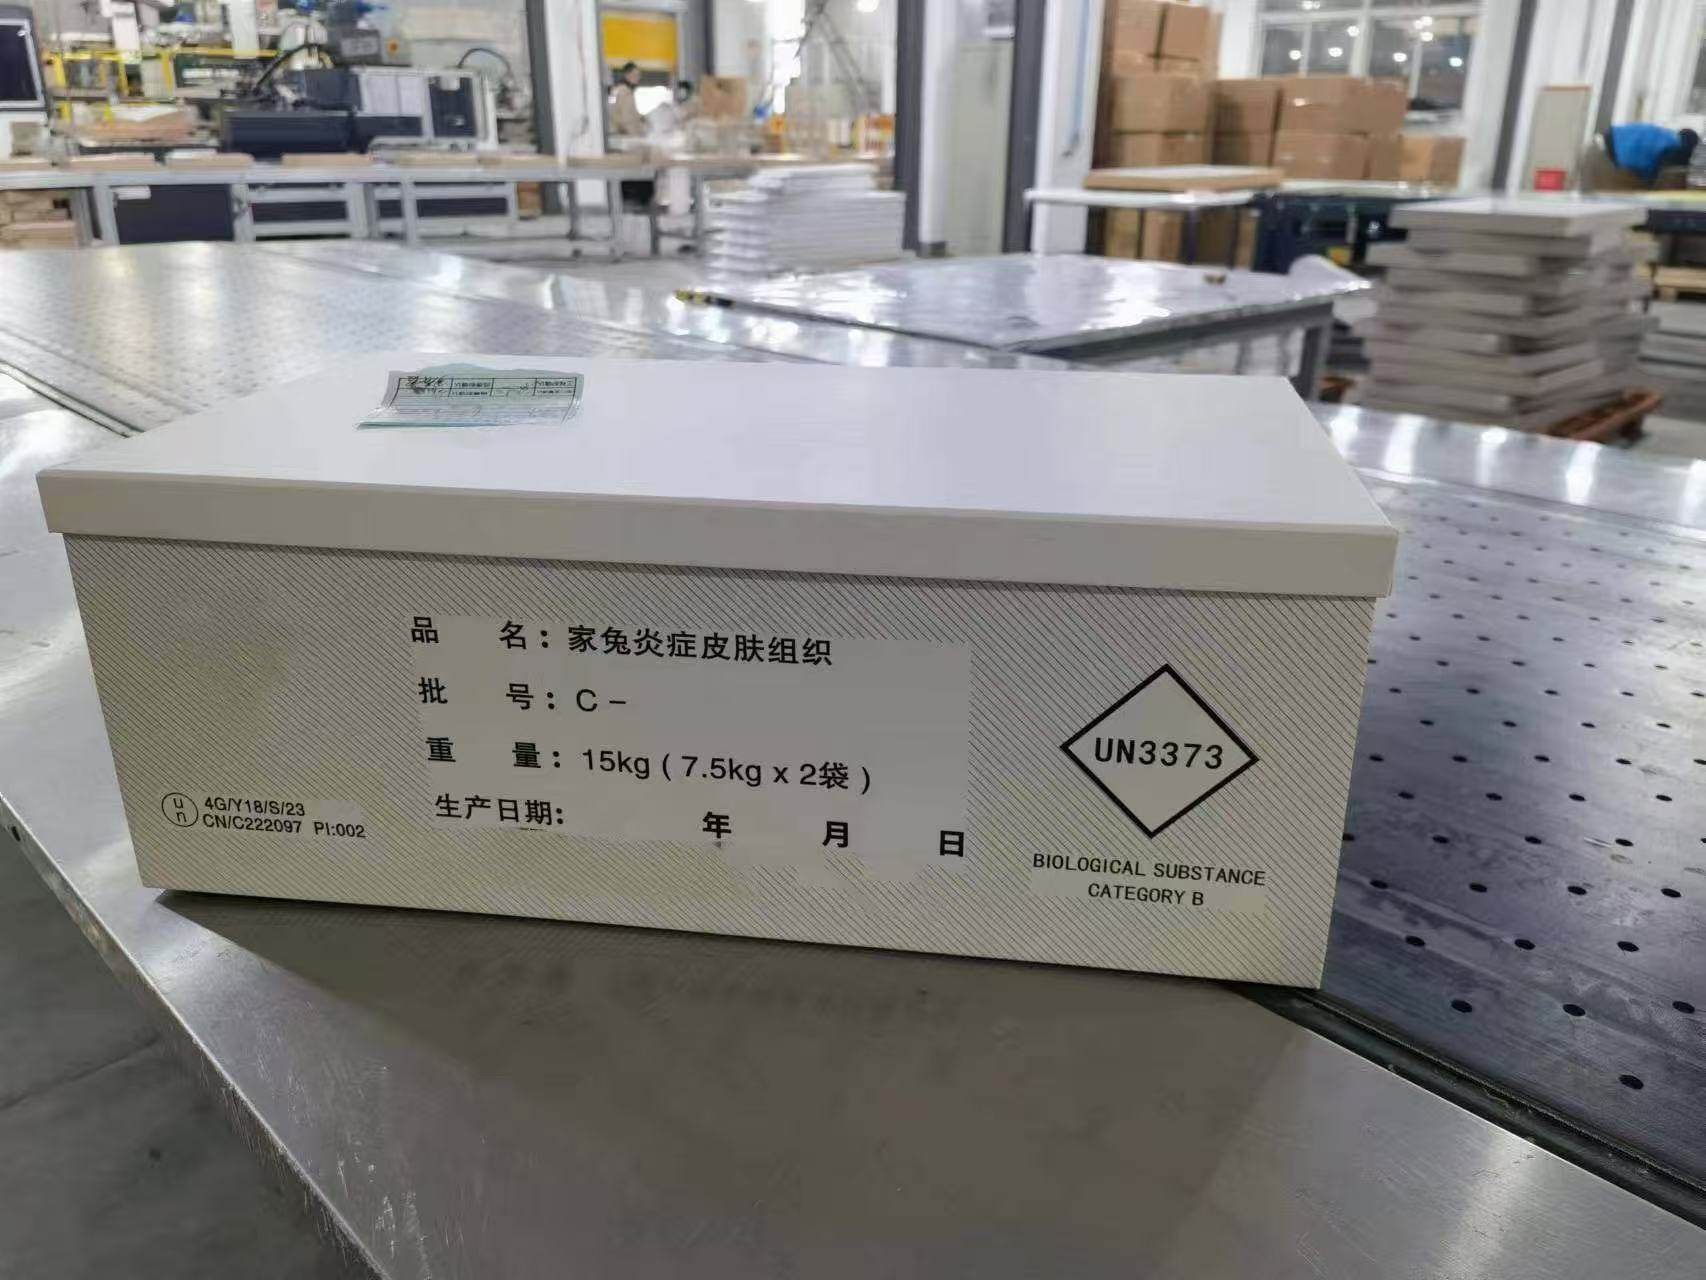 品 名：家兔炎症皮肤组织
批 号：C -
重 量：15kg ( 7.5kg x 2袋 )
生产日期: 年 月 日
un
4G/Y18/S/23
CN/C222097 PI:002
UN3373
BIOLOGICAL SUBSTANCE
CATEGORY B